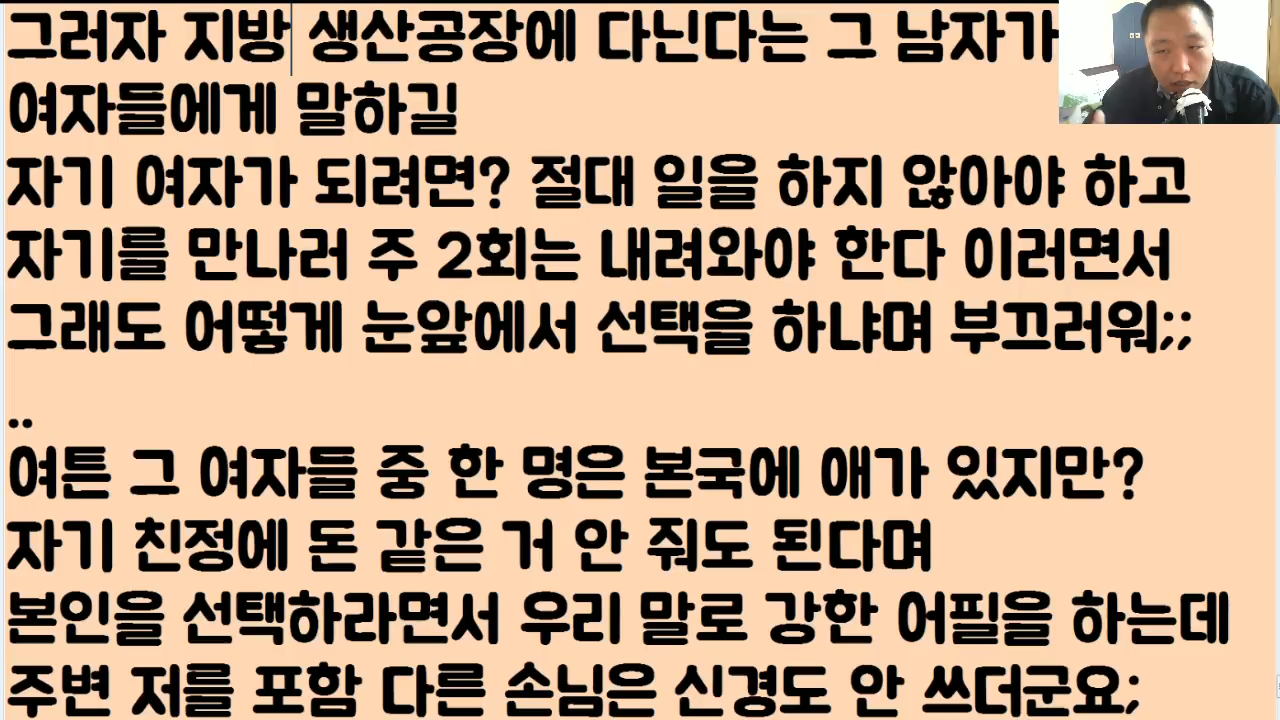 그러자 지방 생산공장에 다닌다는 그 남자가
여자들에게 말하길
자기 여자가 되려면? 절대 일을 하지 않아야 하고
자기를 만나러 주 2회는 내려와야 한다 이러면서
그래도 어떻게 눈앞에서 선택을 하냐며 부끄러워;;
..
여튼 그 여자들 중 한 명은 본국에 애가 있지만?
자기 친정에 돈 같은 거 안 줘도 된다며
본인을 선택하라면서 우리 말로 강한 어필을 하는데
주변 저를 포함 다른 손님은 신경도 안 쓰더군요;